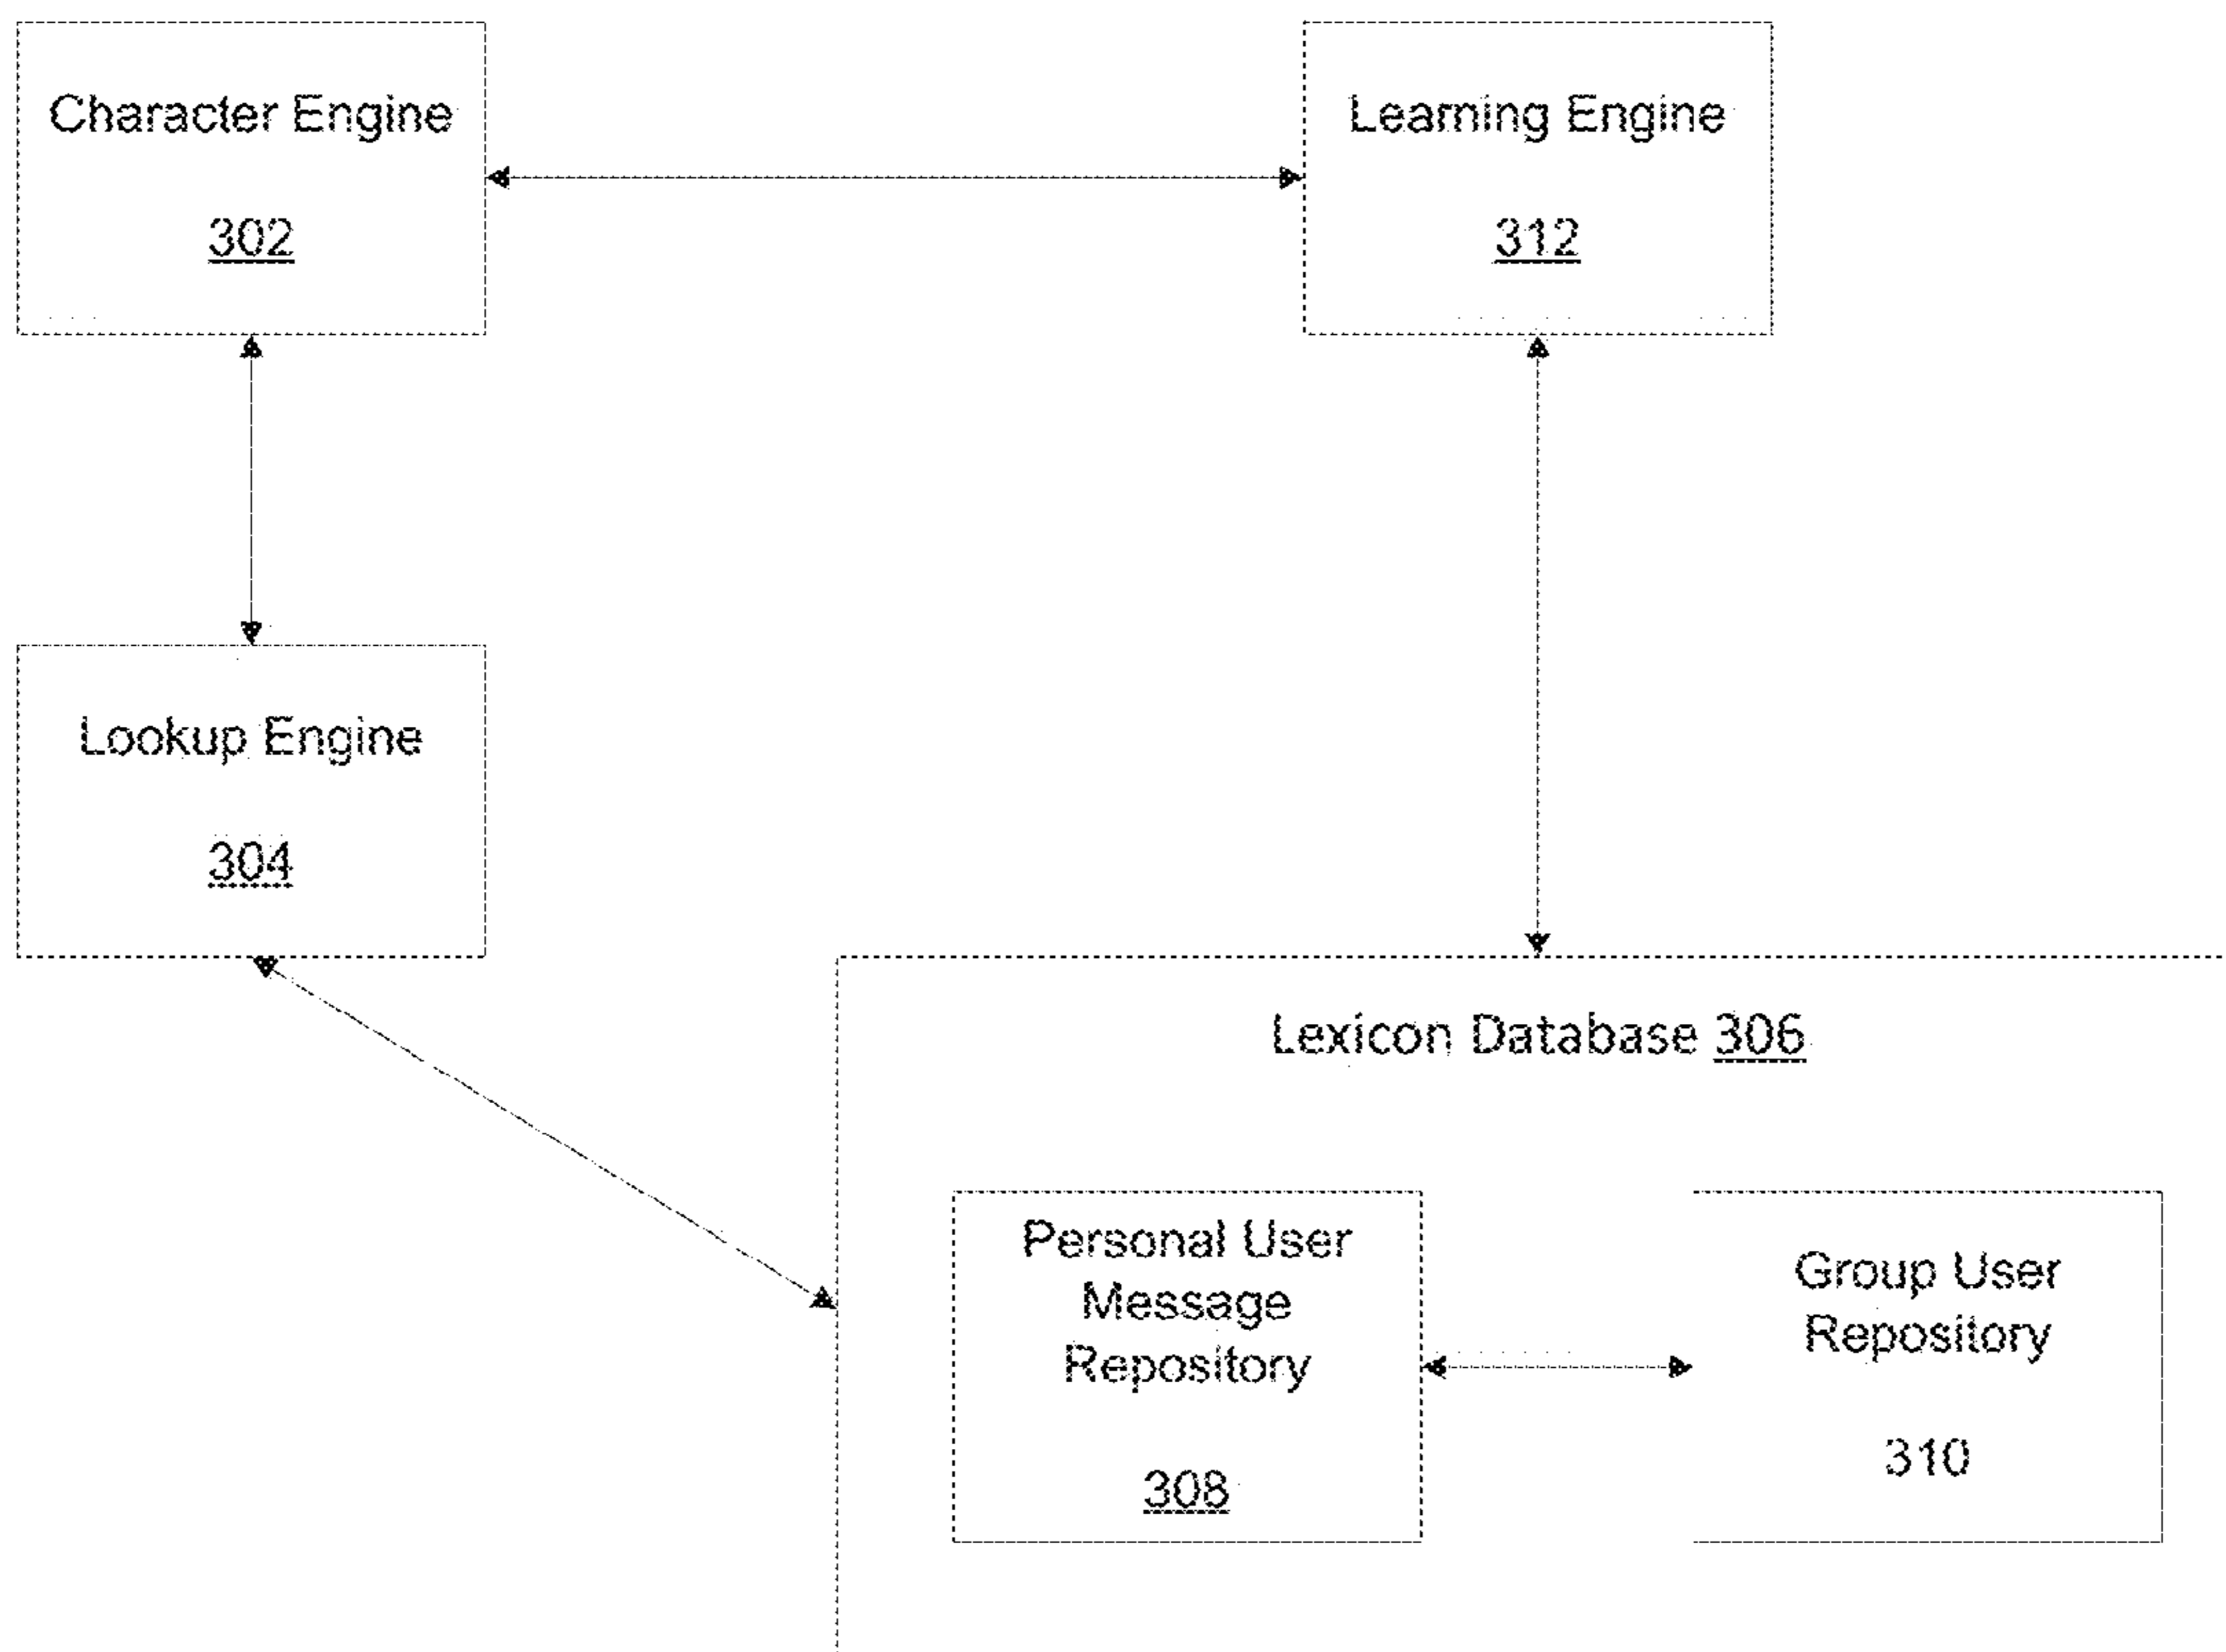 Character Engine
302
Learning Engine
312
Lookup Engine
304
Lexicon Database 306
Personal User
Message
Repository
308
Group User
Repository
310